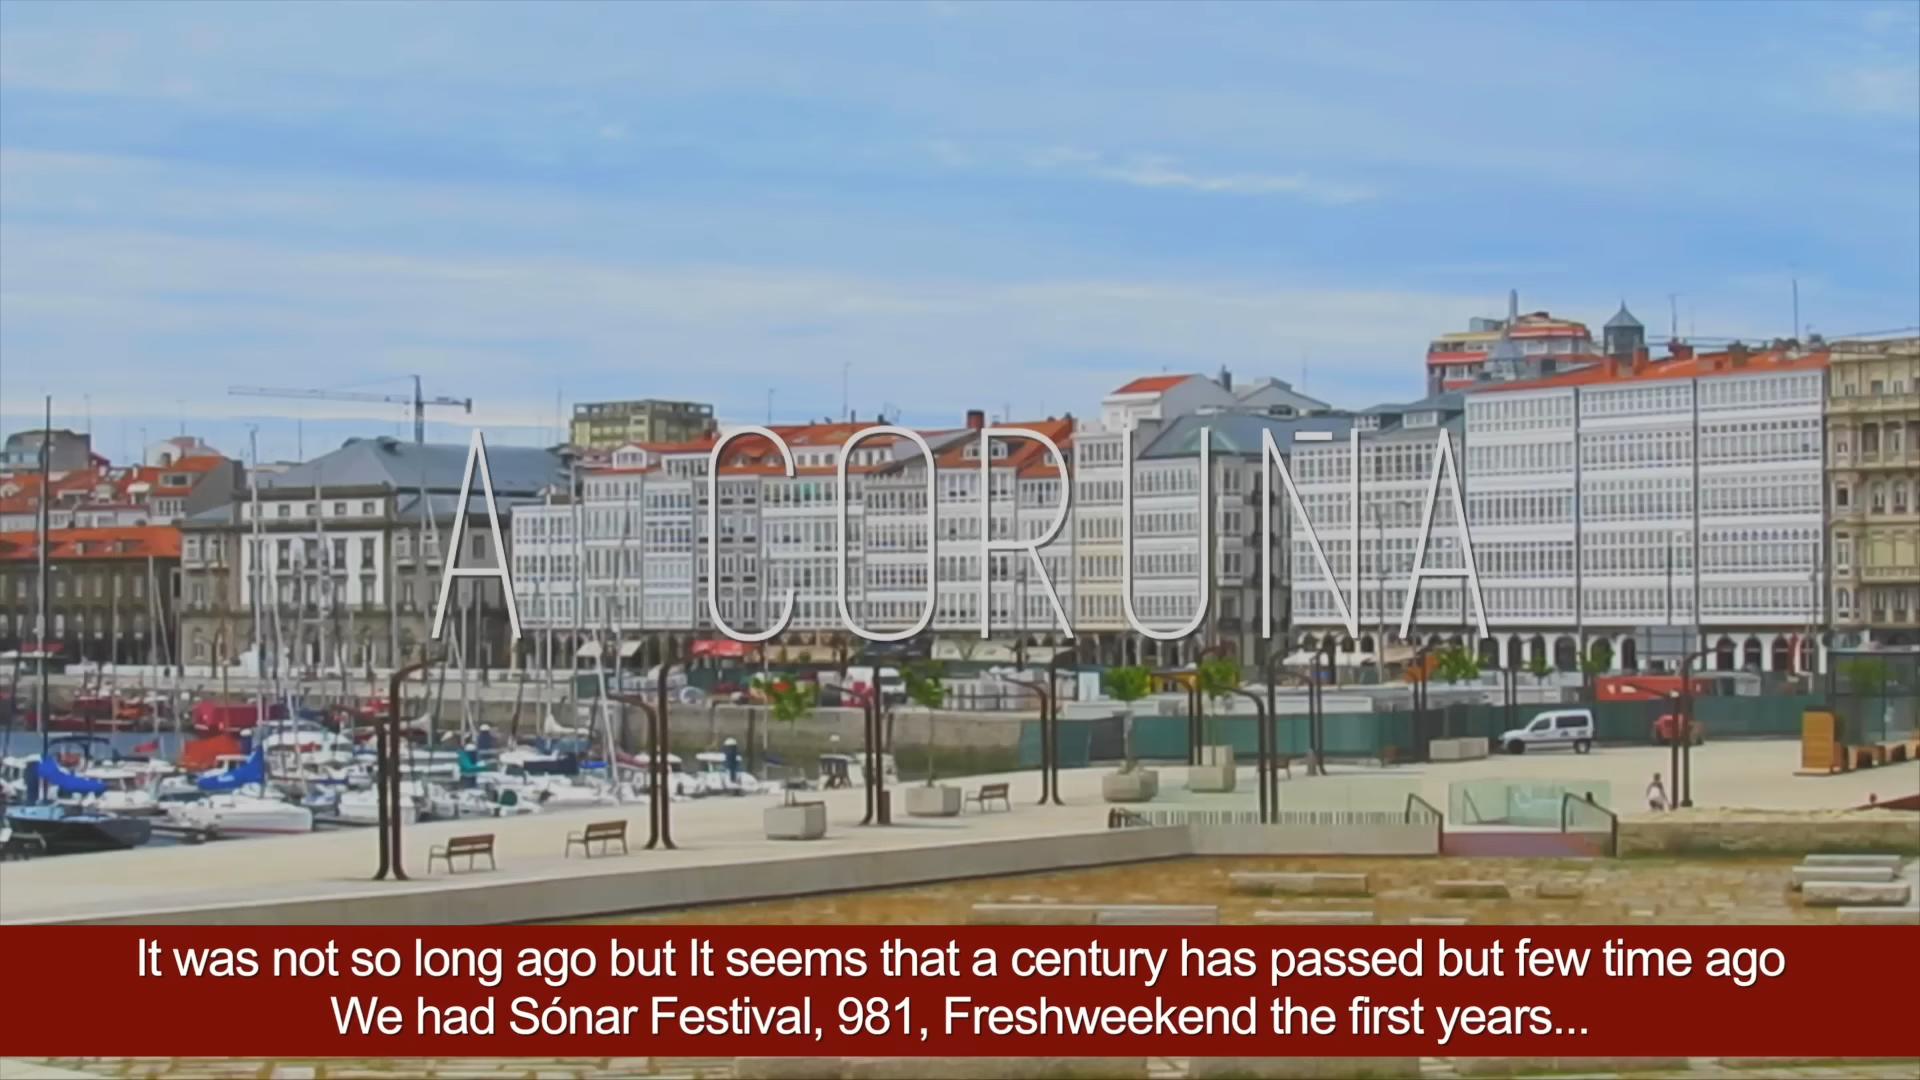 A CORUÑA
It was not so long ago but It seems that a century has passed but few time ago
We had Sónar Festival, 981, Freshweekend the first years...